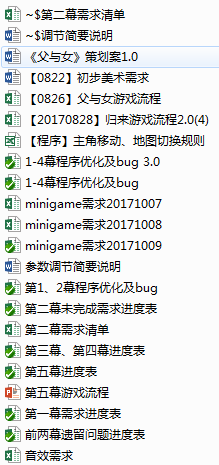 ~$第二幕需求清单
~$调节简要说明
《父与女》策划案1.0
【0822】初步美术需求
【0826】父与女游戏流程
【20170828】归来游戏流程2.0(4)
【程序】主角移动、地图切换规则
1-4幕程序优化及bug 3.0
1-4幕程序优化及bug
minigame需求20171007
minigame需求20171008
minigame需求20171009
参数调节简要说明
第1、2幕程序优化及bug
第二幕未完成需求进度表
第二幕需求清单
第三幕、第四幕进度表
第五幕进度表
第五幕游戏流程
第一幕需求进度表
前两幕遗留问题进度表
音效需求